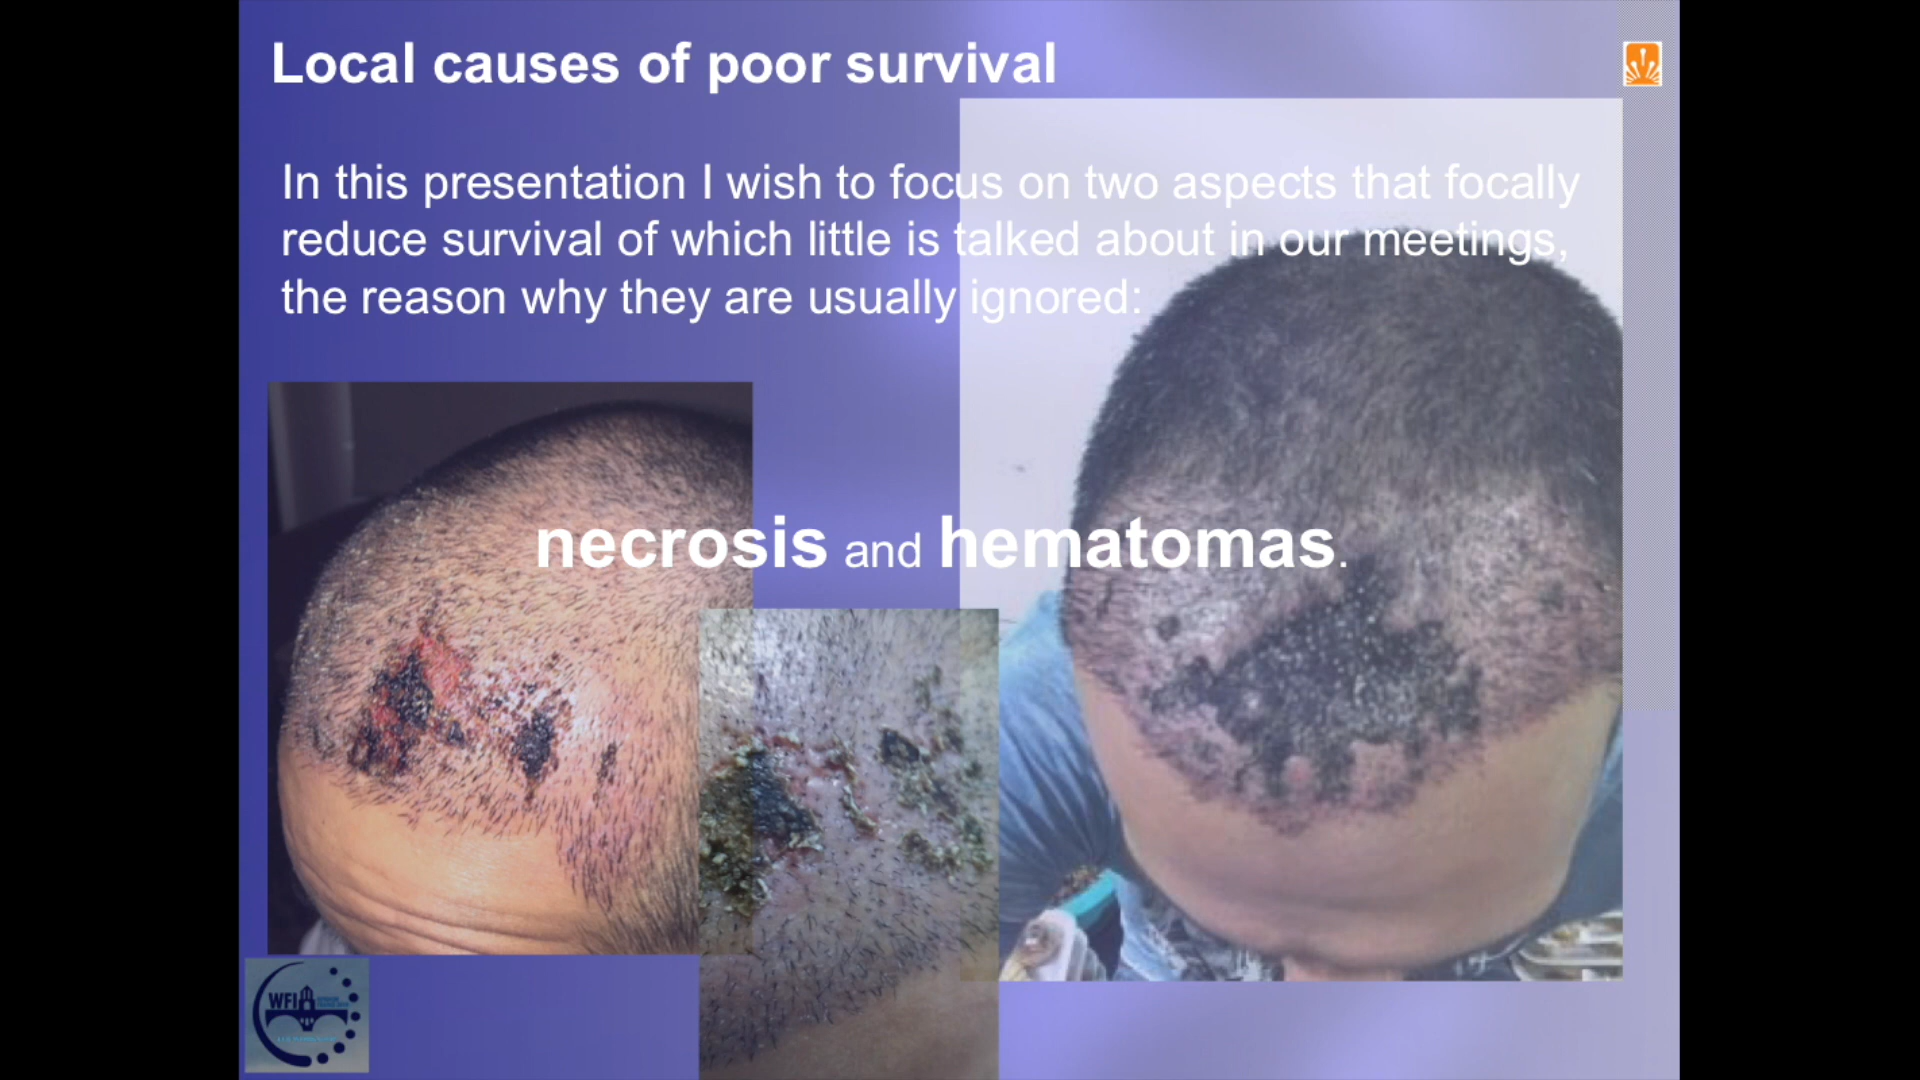 Local causes of poor survival
In this presentation I wish to focus on two aspects that focally
reduce survival of which little is talked about in our meetings,
the reason why they are usually ignored:
necrosis and hematomas.
WFI